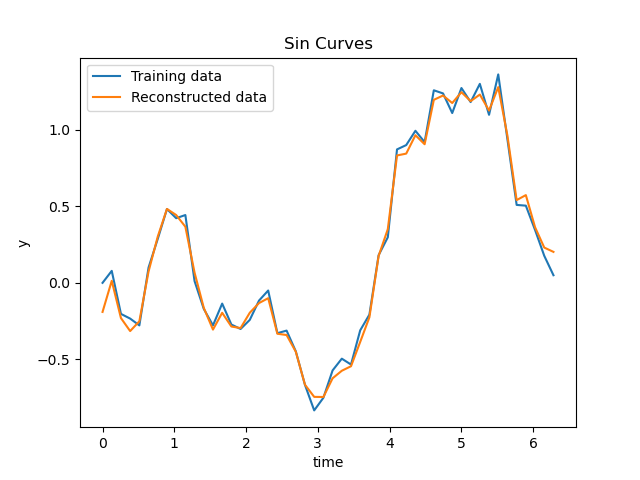 Sin Curves
Training data
Reconstructed data
y
1.0
0.5
0.0
−0.5
0 1 2 3 4 5 6
time